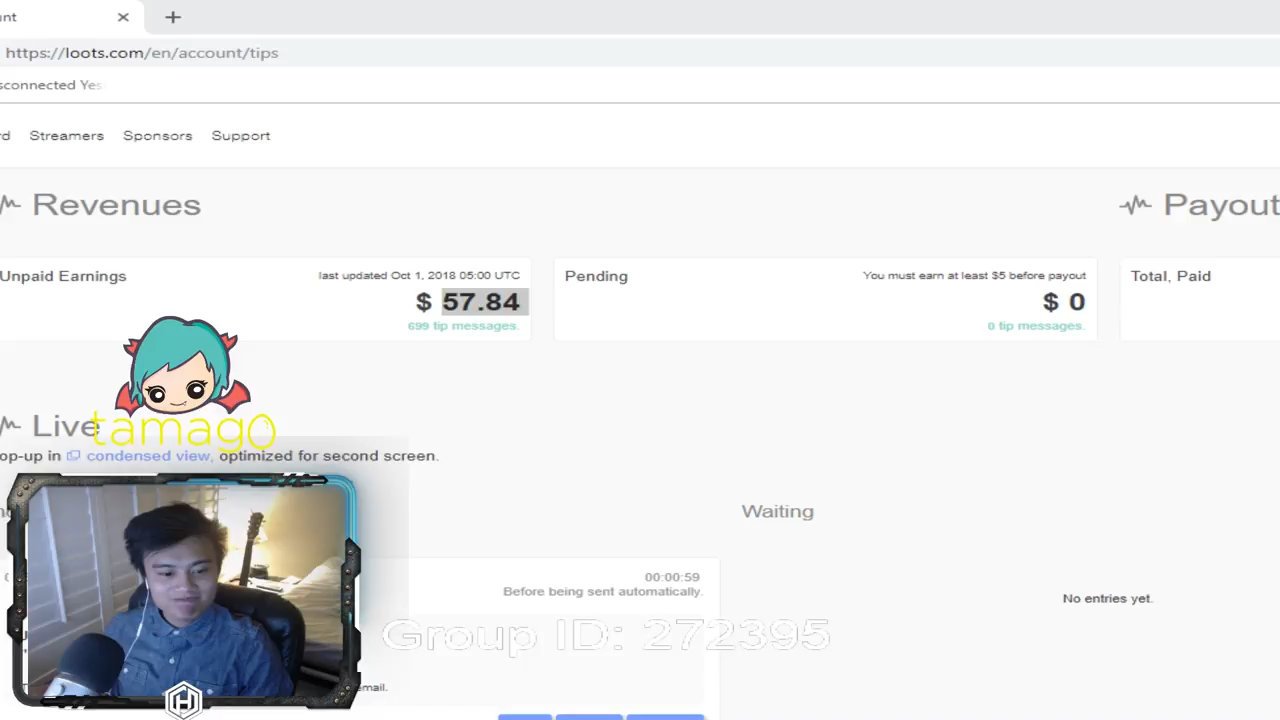 https://loots.com/en/account/tips
sconnected Yes
Streamers Sponsors Support
Revenues
Payout
Unpaid Earnings
last updated Oct 1, 2018 05:00 UTC
$ 57.84
699 tip messages.
Pending
You must earn at least $5 before payout
$ 0
0 tip messages.
Total, Paid
tamago
Live
op-up in condensed view, optimized for second screen.
Waiting
00:00:59
Before being sent automatically.
No entries yet.
Group ID: 272395
email.